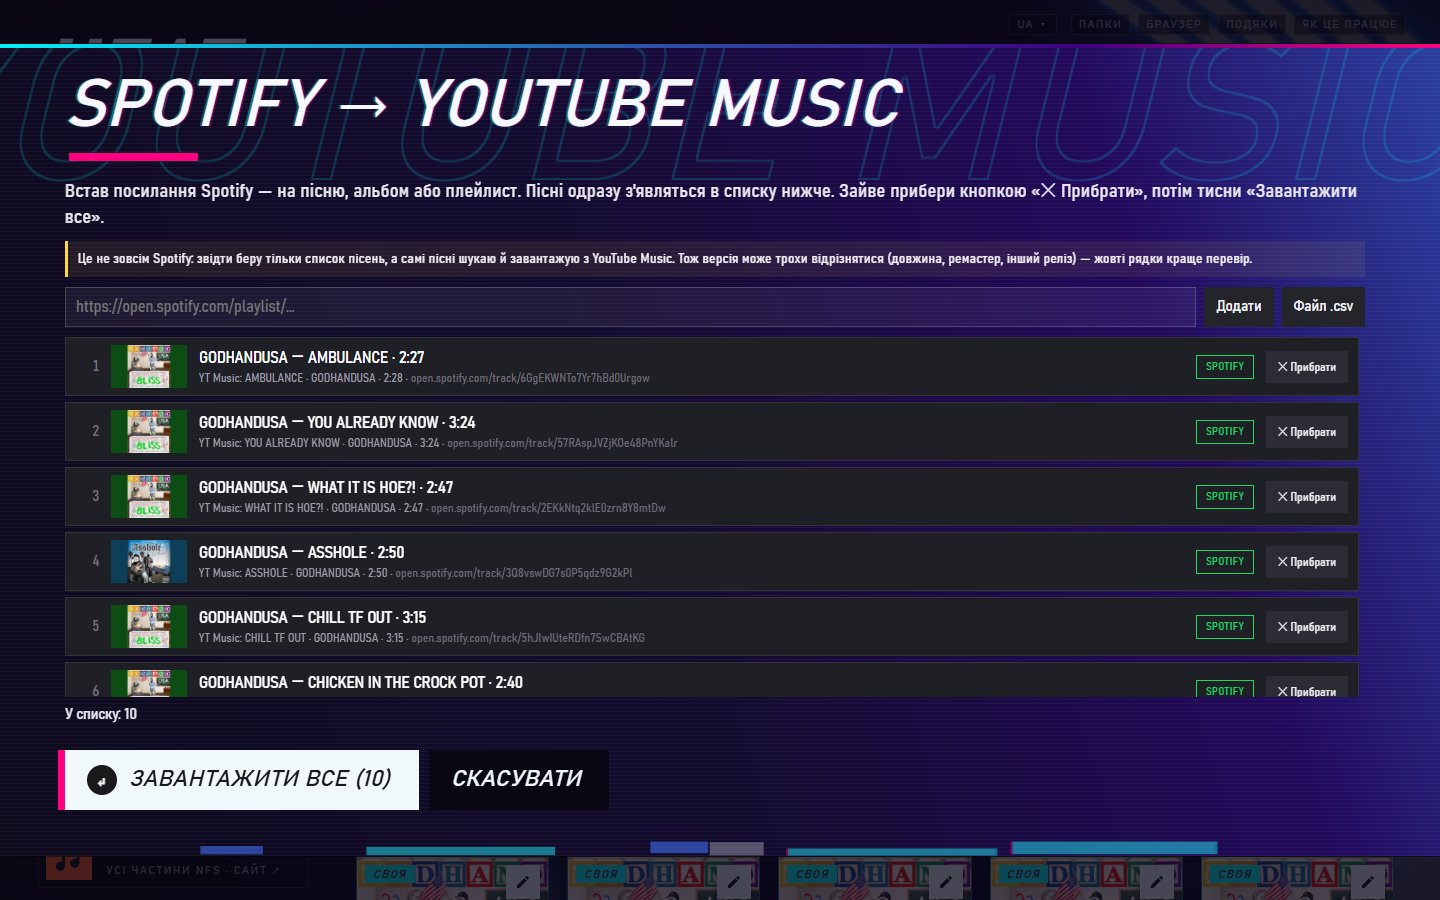 UA
ПАПКИ
БРАУЗЕР
ПОДЯКИ
ЯК ЦЕ ПРАЦЮЄ
SPOTIFY → YOUTUBE MUSIC
Встав посилання Spotify — на пісню, альбом або плейлист. Пісні одразу з'являться в списку нижче. Зайве прибери кнопкою «✕ Прибрати», потім тисни «Завантажити
все».
Це не зовсім Spotify: звідти беру тільки список пісень, а самі пісні шукаю й завантажую з YouTube Music. Тож версія може трохи відрізнятися (довжина, ремастер, інший реліз) — жовті рядки краще перевір.
https://open.spotify.com/playlist/...
Додати
Файл .csv
1
GODHANDUSA — AMBULANCE · 2:27
YT Music: AMBULANCE · GODHANDUSA · 2:28 · open.spotify.com/track/6GgEKWNTo7Yr7hBd0Urgow
SPOTIFY
✕ Прибрати
2
GODHANDUSA — YOU ALREADY KNOW · 3:24
YT Music: YOU ALREADY KNOW · GODHANDUSA · 3:24 · open.spotify.com/track/57RAspJVZjKOe48PnYKalr
SPOTIFY
✕ Прибрати
3
GODHANDUSA — WHAT IT IS HOE?! · 2:47
YT Music: WHAT IT IS HOE?! · GODHANDUSA · 2:47 · open.spotify.com/track/2EKkNtq2klE0zrn8Y8mtDw
SPOTIFY
✕ Прибрати
4
GODHANDUSA — ASSHOLE · 2:50
YT Music: ASSHOLE · GODHANDUSA · 2:50 · open.spotify.com/track/3Q8vswDG7s0P5qdz9G2kPl
SPOTIFY
✕ Прибрати
5
GODHANDUSA — CHILL TF OUT · 3:15
YT Music: CHILL TF OUT · GODHANDUSA · 3:15 · open.spotify.com/track/5hJlwIUteRDfn7SwCBAtKG
SPOTIFY
✕ Прибрати
6
GODHANDUSA — CHICKEN IN THE CROCK POT · 2:40
SPOTIFY
✕ Прибрати
У списку: 10
ЗАВАНТАЖИТИ ВСЕ (10)
СКАСУВАТИ
УСІ ЧАСТИНИ NFS · САЙТ ↗
СВОЯ
СВОЯ
СВОЯ
СВОЯ
СВОЯ